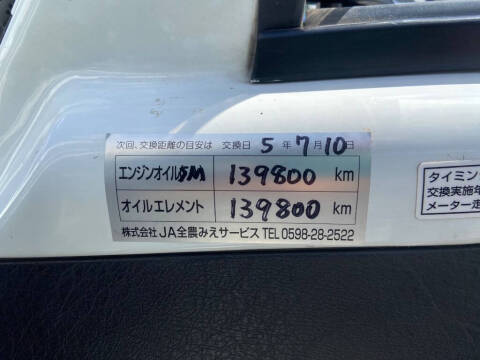 次回、交換距離の目安は 交換日 5 年 7 月 10 日
エンジンオイル 5M 139800 km
オイルエレメント 139800 km
株式会社 JA全農みえサービス TEL 0598-28-2522
タイミン
交換実施年
メーター走